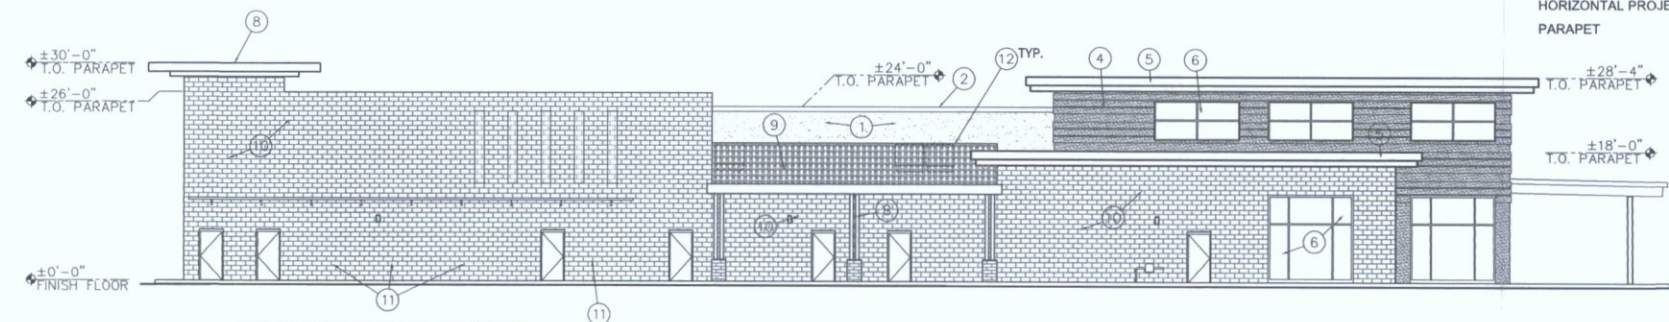 HORIZONTAL PROJE
PARAPET
8
±30'-0"
T.O. PARAPET
±26'-0"
T.O. PARAPET
±24'-0"
T.O. PARAPET
2
12 TYP.
4
5
6
±28'-4"
T.O. PARAPET
1
9
10
5
±18'-0"
T.O. PARAPET
10
8
10
6
±0'-0"
FINISH FLOOR
11
11